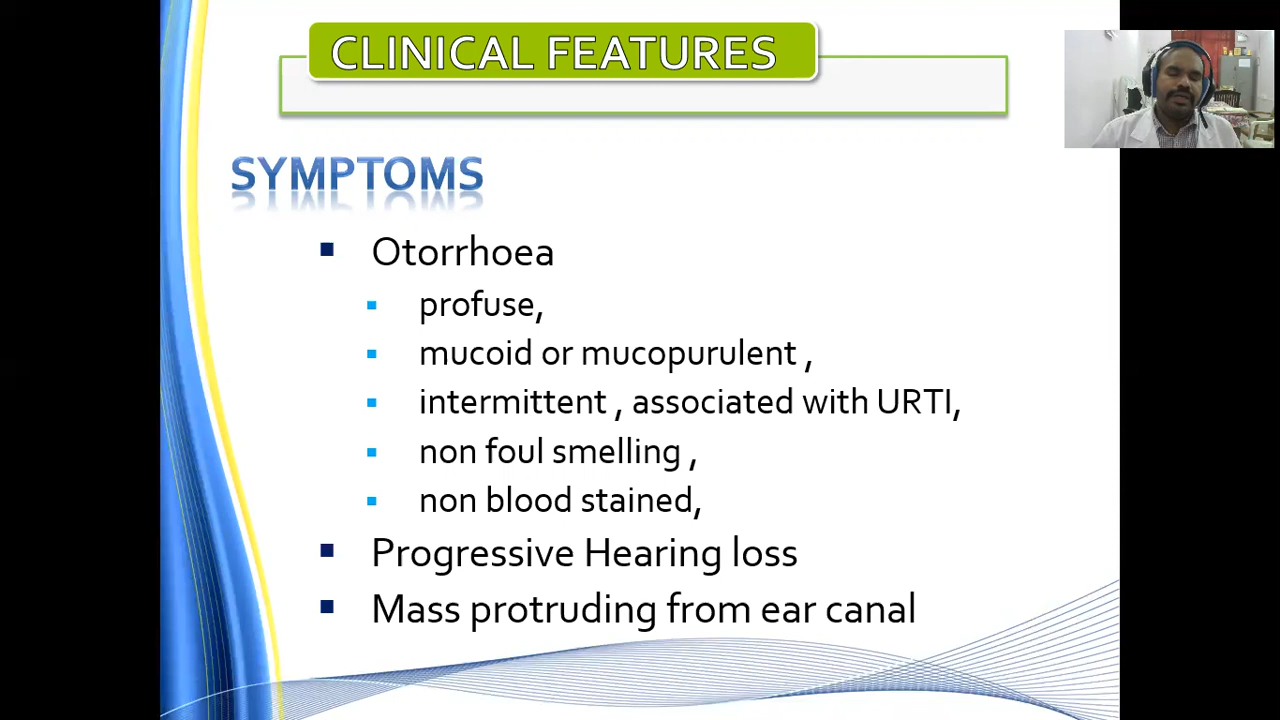 CLINICAL FEATURES
SYMPTOMS
Otorrhoea
profuse,
mucoid or mucopurulent ,
intermittent , associated with URTI,
non foul smelling ,
non blood stained,
Progressive Hearing loss
Mass protruding from ear canal